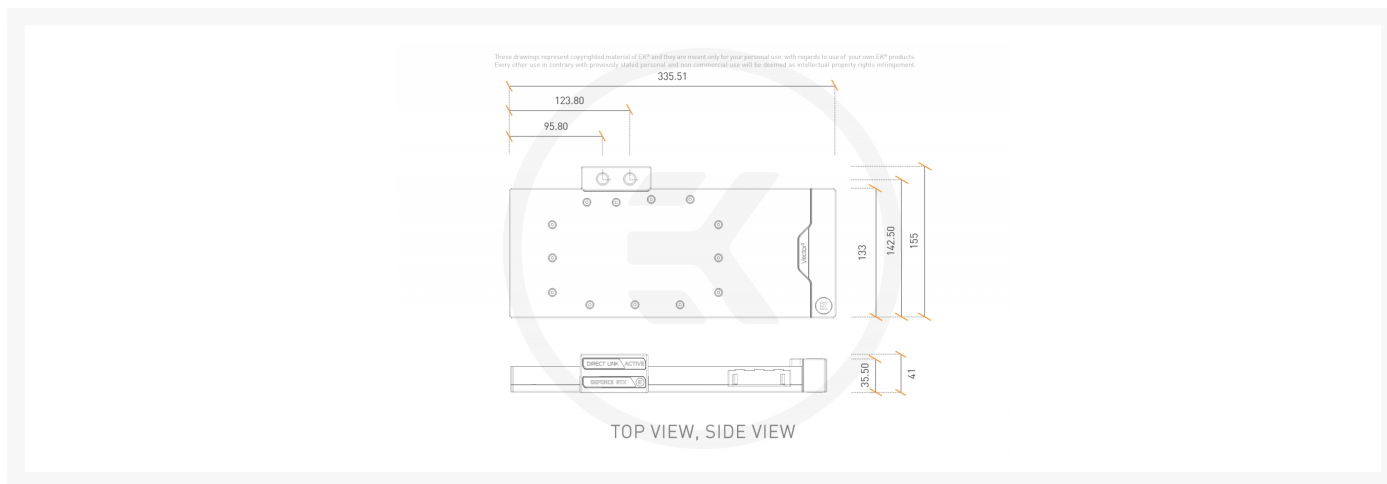 These drawings represent copyrighted material of EK® and they are meant only for your personal use, with regards to use of your own EK® products.
Every other use in contrary with previously stated personal and non commercial use will be deemed as intellectual property rights infringement.
335.51
123.80
95.80
133
142.50
155
Vector²
EK
DIRECT LINK ACTIVE
GEFORCE RTX
35.50
41
TOP VIEW, SIDE VIEW